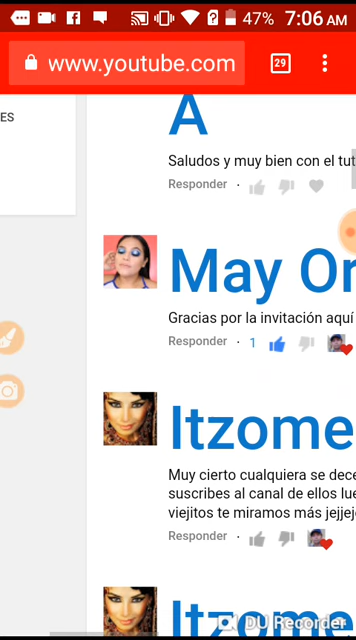 47% 7:06 AM
www.youtube.com
29
ES
A
Saludos y muy bien con el tut
Responder
May Or
Gracias por la invitación aquí
Responder 1
Itzome
Muy cierto cualquiera se dece
suscribes al canal de ellos lue
viejitos te miramos más jejjej
Responder
Itzome
DU Recorder